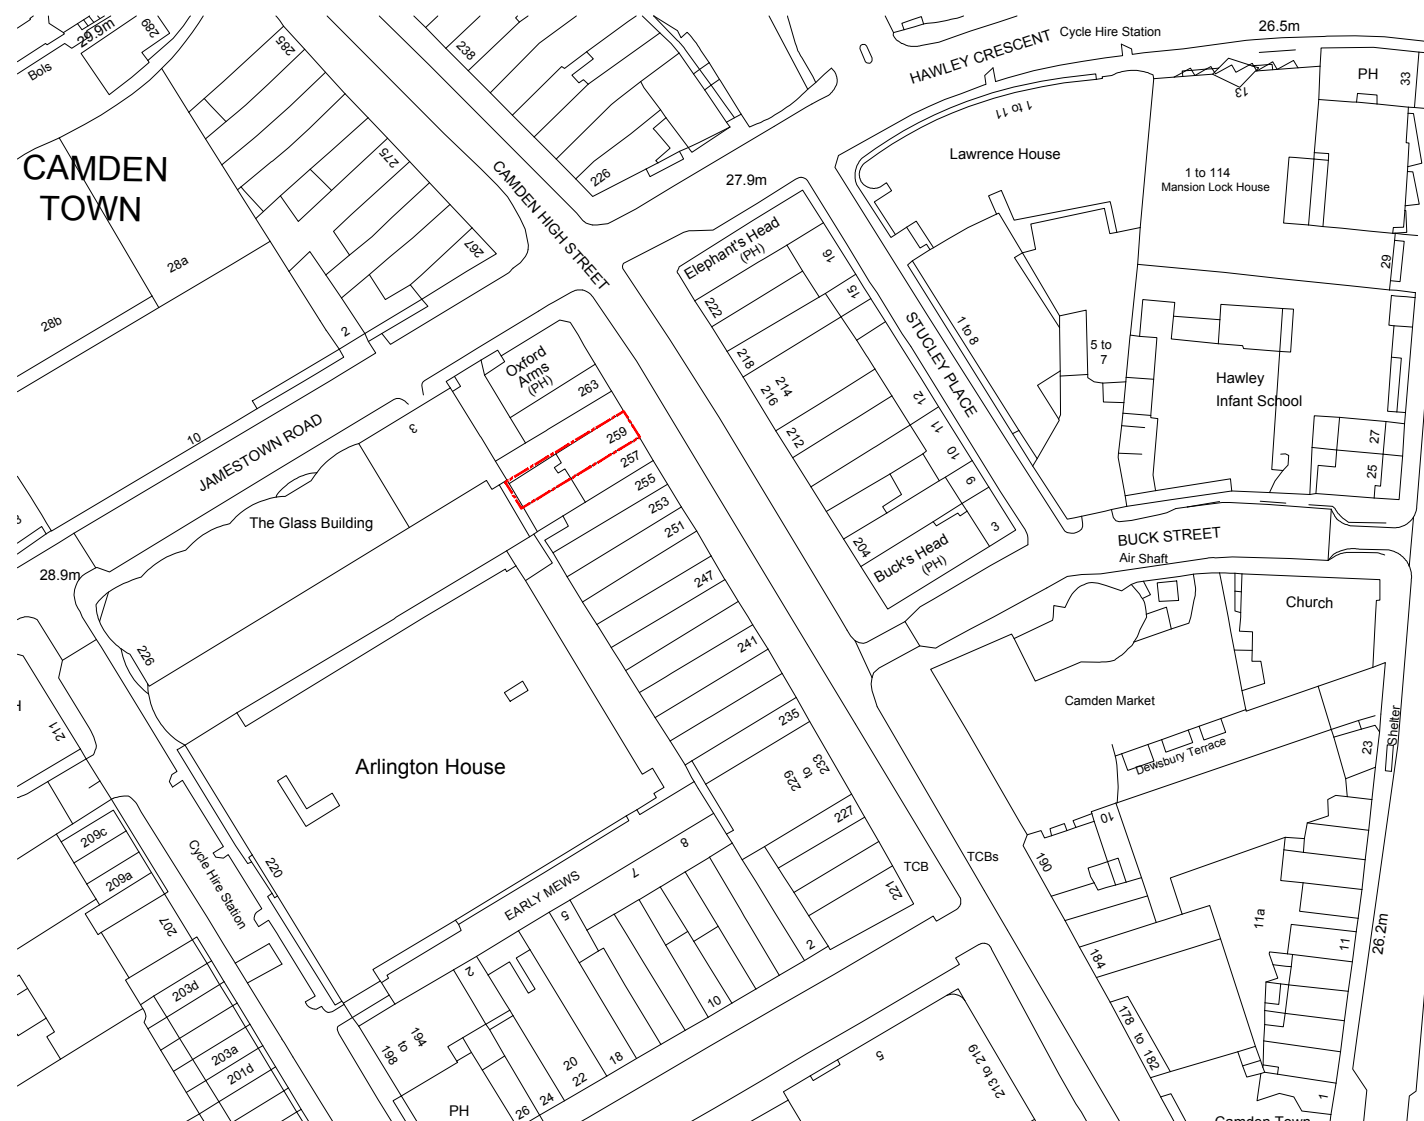 29.9m
Bols
289
285
238
HAWLEY CRESCENT
Cycle Hire Station
26.5m
PH
33
13
1 to 11
Lawrence House
1 to 114
Mansion Lock House
CAMDEN
TOWN
275
226
27.9m
CAMDEN HIGH STREET
267
28a
28b
2
Elephant's Head
(PH)
16
15
222
218
214
216
212
STUCLEY PLACE
1 to 8
5 to
7
29
Hawley
Infant School
27
25
Oxford
Arms
(PH)
263
259
257
255
253
251
247
241
235
233
to
229
227
221
10
JAMESTOWN ROAD
3
The Glass Building
28.9m
226
12
11
10
9
3
204
Buck's Head
(PH)
BUCK STREET
Air Shaft
Church
Camden Market
Dewsbury Terrace
Shelter
23
211
Arlington House
220
Cycle Hire Station
209c
209a
207
203d
203a
201d
EARLY MEWS
8
7
5
2
2
10
18
20
22
24
26
194
to
198
PH
TCB
TCBs
190
10
184
178 to 182
11a
11
26.2m
1
5
213 to 219
Camden Town